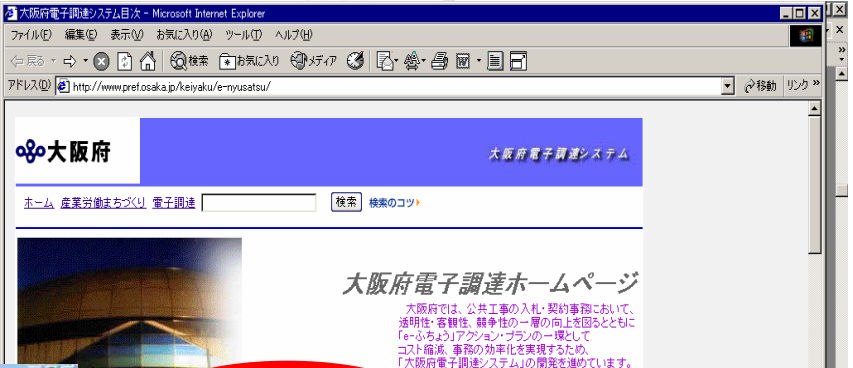 大阪府電子調達システム目次 - Microsoft Internet Explorer
ファイル(F) 編集(E) 表示(V) お気に入り(A) ツール(T) ヘルプ(H)
戻る 検索 お気に入り メディア
アドレス(D) http://www.pref.osaka.jp/keiyaku/e-nyusatsu/ 移動 リンク »
大阪府 大阪府電子調達システム
ホーム 産業労働まちづくり 電子調達 検索 検索のコツ
大阪府電子調達ホームページ
大阪府では、公共工事の入札・契約事務において、
透明性・客観性、競争性の一層の向上を図るとともに
「e-ふちょう」アクション・プランの一環として
コスト縮減、事務の効率化を実現するため、
「大阪府電子調達システム」の開発を進めています。